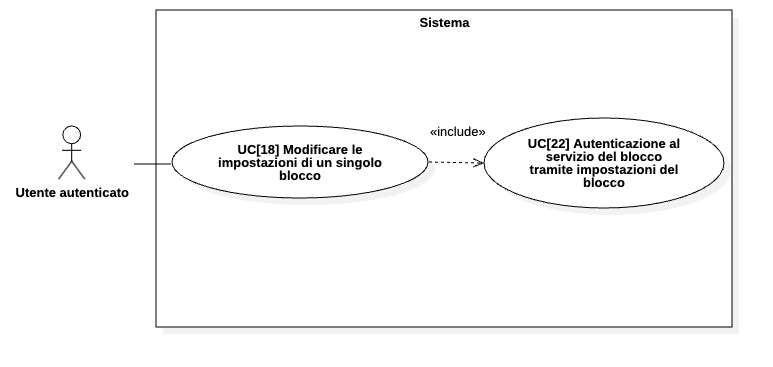 Sistema
«include»
UC[18] Modificare le
impostazioni di un singolo
blocco
UC[22] Autenticazione al
servizio del blocco
tramite impostazioni del
blocco
Utente autenticato